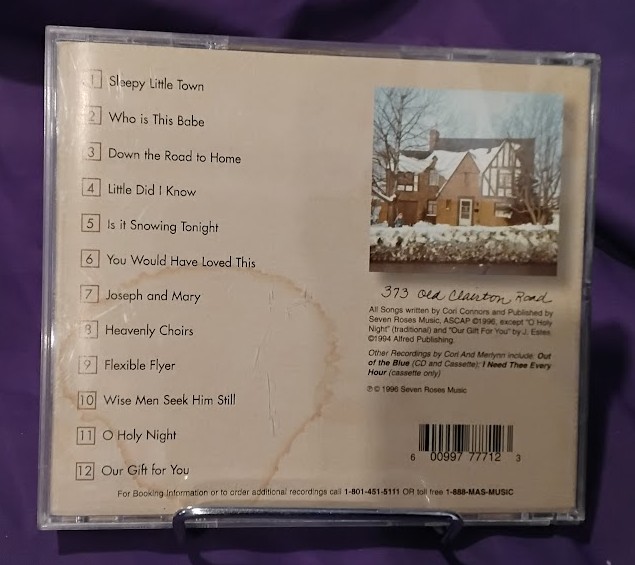 1 Sleepy Little Town
2 Who is This Babe
3 Down the Road to Home
4 Little Did I Know
5 Is it Snowing Tonight
6 You Would Have Loved This
7 Joseph and Mary
8 Heavenly Choirs
9 Flexible Flyer
10 Wise Men Seek Him Still
11 O Holy Night
12 Our Gift for You
373 Old Clairton Road
All Songs written by Cori Connors and Published by
Seven Roses Music, ASCAP ©1996, except "O Holy
Night" (traditional) and "Our Gift For You" by J. Estes,
©1994 Alfred Publishing.
Other Recordings by Cori And Merlynn include: Out
of the Blue (CD and Cassette); I Need Thee Every
Hour (cassette only)
℗ © 1996 Seven Roses Music
6 00997 77712 3
For Booking Information or to order additional recordings call 1-801-451-5111 OR toll free 1-888-MAS-MUSIC